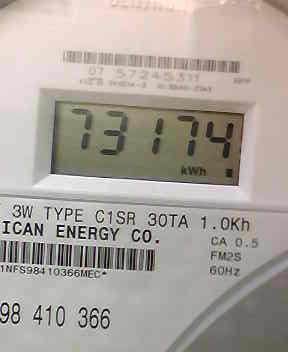 07 57245311
73174
kWh
3W TYPE C1SR 30TA 1.0Kh
ICAN ENERGY CO.
CA 0.5
FM2S
60Hz
1NFS98410366MEC*
98 410 366